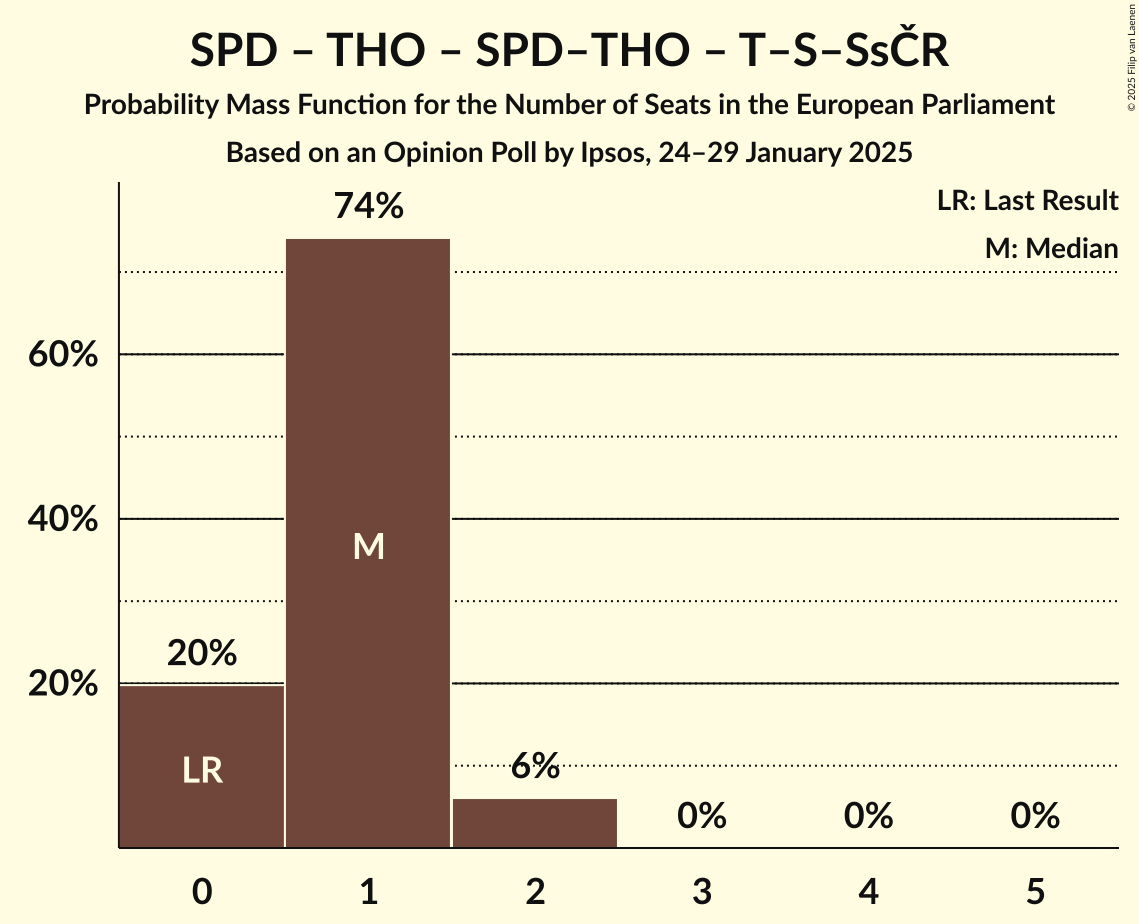 SPD – THO – SPD–THO – T–S–SsČR
Probability Mass Function for the Number of Seats in the European Parliament
Based on an Opinion Poll by Ipsos, 24–29 January 2025
© 2025 Filip van Laenen
LR: Last Result
M: Median
74%
60%
40%
M
20%
20%
LR
6%
0%
0%
0%
0
1
2
3
4
5